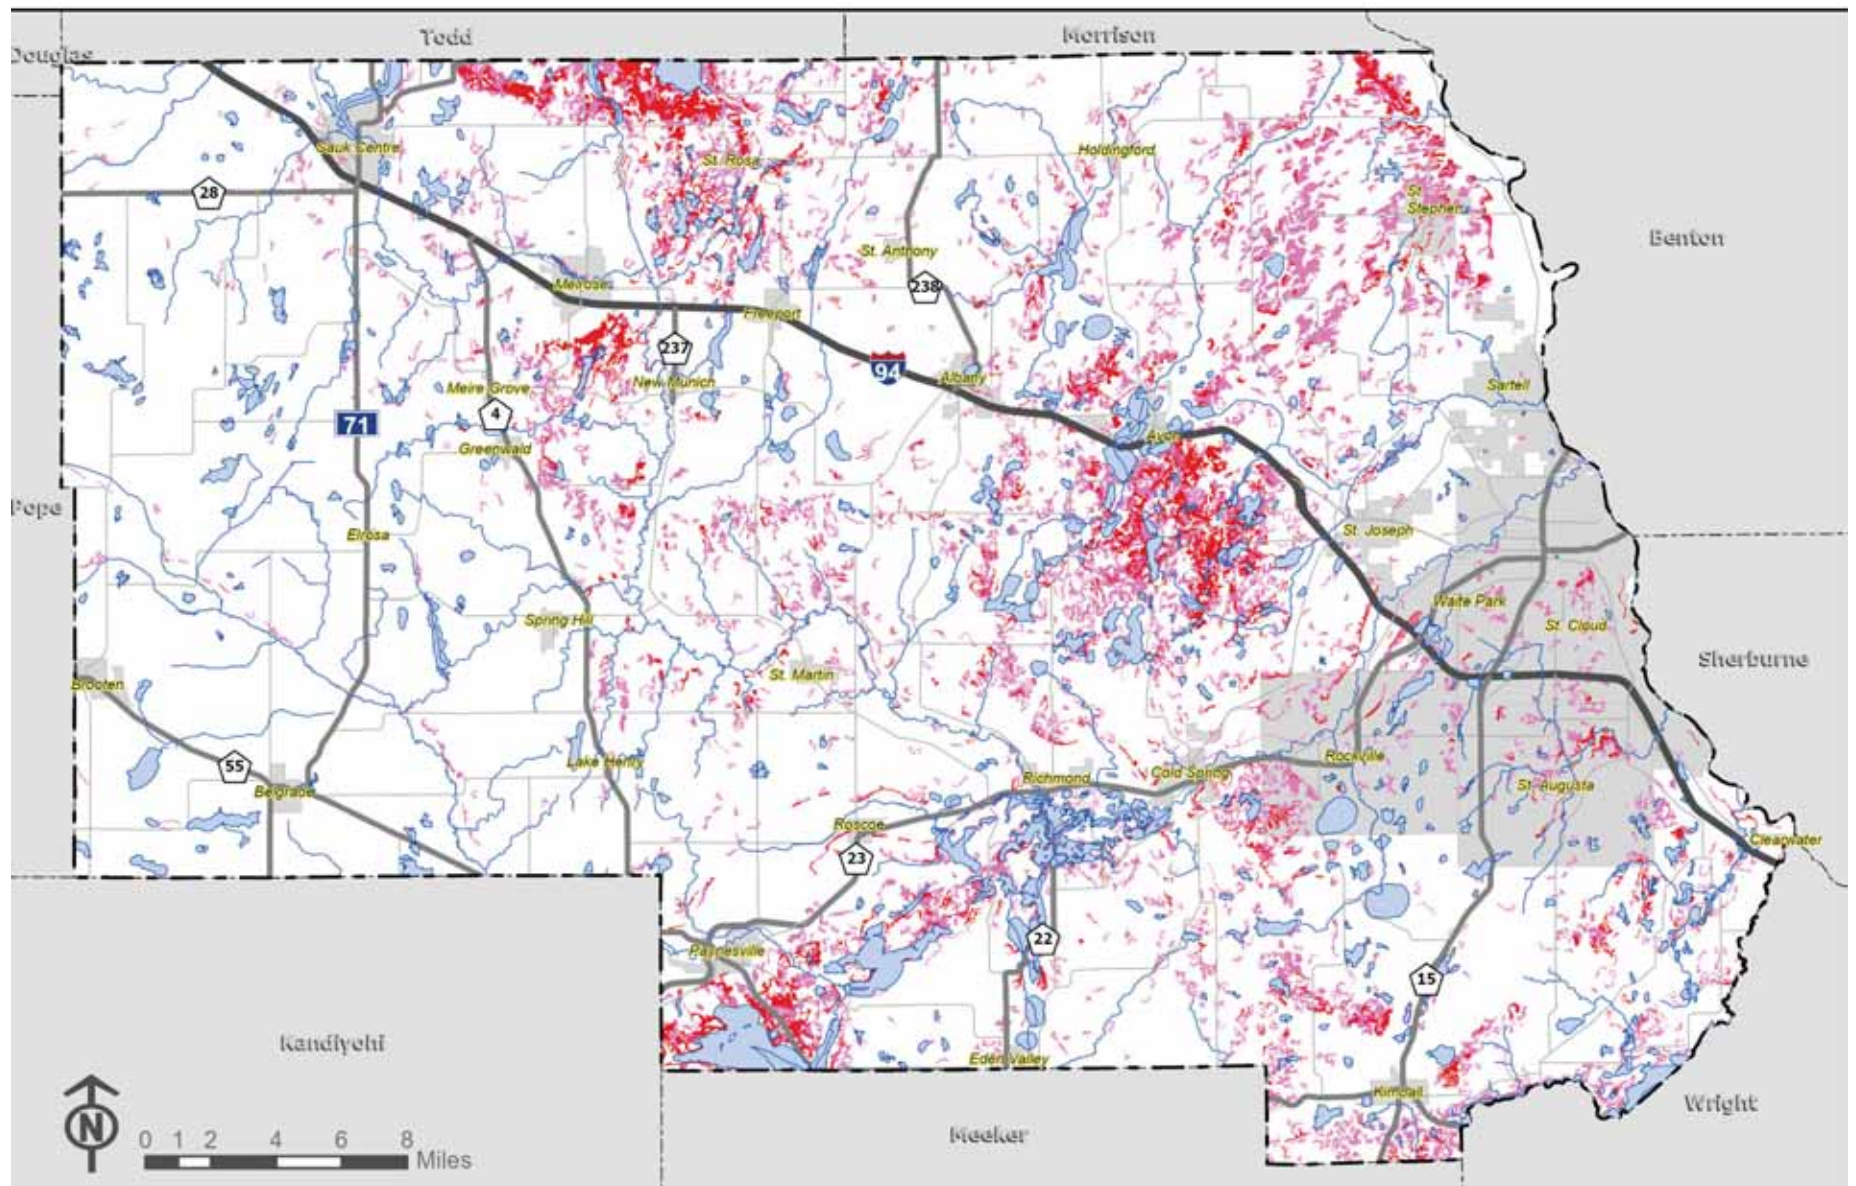 Todd
Morrison
Douglas
Sauk Centre
St. Rosa
Holdingford
28
St.
Stephen
Benton
St. Anthony
238
Melrose
Freeport
237
New Munich
94
Albany
Meire Grove
4
Sartell
71
Greenwald
Avon
Pope
Elrosa
St. Joseph
Waite Park
Spring Hill
St. Cloud
St. Martin
Sherburne
Brooten
55
Lake Henry
Belgrade
Richmond
Cold Spring
Rockville
St. Augusta
Roscoe
23
Clearwater
22
Paynesville
15
Kandiyohi
Eden Valley
Kimball
Wright
Meeker
N
0 1 2 4 6 8
Miles